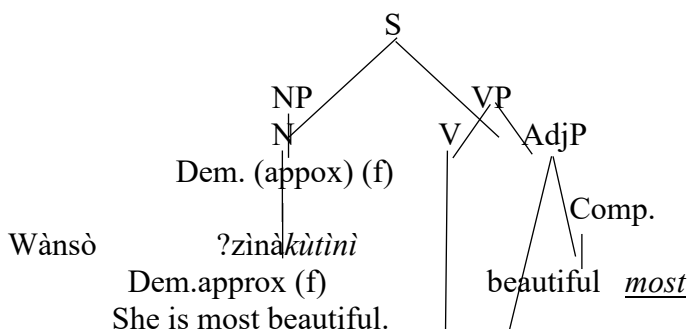 S
NP VP
N V AdjP
Dem. (appox) (f)
Comp.
Wànsò ?zìnàkùtìnì
Dem.approx (f) beautiful most
She is most beautiful.